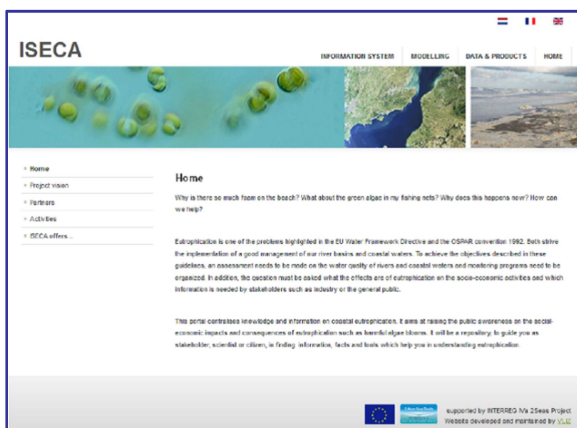 ISECA
INFORMATION SYSTEM MODELLING DATA & PRODUCTS HOME
Home
Project vision
Partners
Activities
ISECA offers...
Home
Why is there so much foam on the beach? What about the green algae in my fishing nets? Why does this happens now? How can
we help?
Eutrophication is one of the problems highlighted in the EU Water Framework Directive and the OSPAR convention 1992. Both strive
the implementation of a good management of our river basins and coastal waters. To achieve the objectives described in these
guidelines, an assessment needs to be made on the water quality of rivers and coastal waters and monitoring programs need to be
organized. In addition, the question must be asked what the effects are of eutrophication on the socio-economic activities and which
information is needed by stakeholders such as industry or the general public.
This portal centralises knowledge and information on coastal eutrophication. It aims at raising the public awareness on the social-
economic impacts and consequences of eutrophication such as harmful algae blooms. It will be a repository, to guide you as
stakeholder, scientist or citizen, in finding information, facts and tools which help you in understanding eutrophication.
supported by INTERREG IVa 2Seas Project
Website developed and maintained by VLIZ